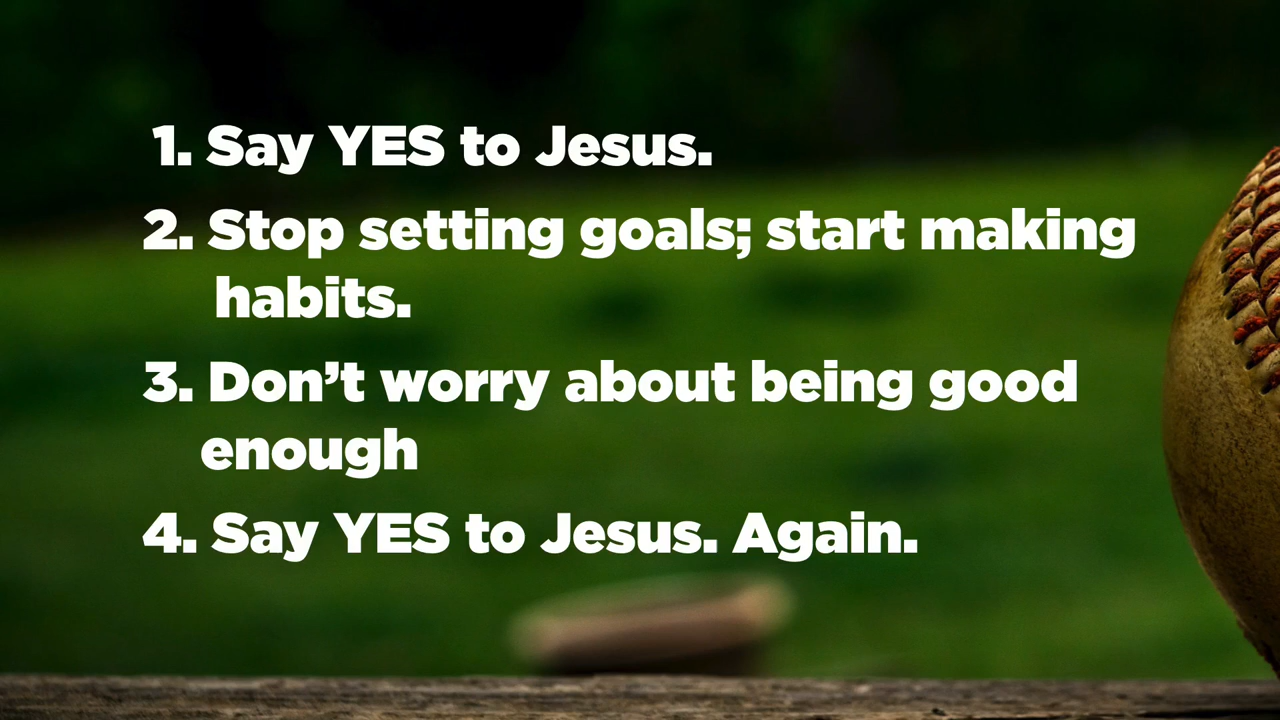 1. Say YES to Jesus.
2. Stop setting goals; start making
habits.
3. Don’t worry about being good
enough
4. Say YES to Jesus. Again.